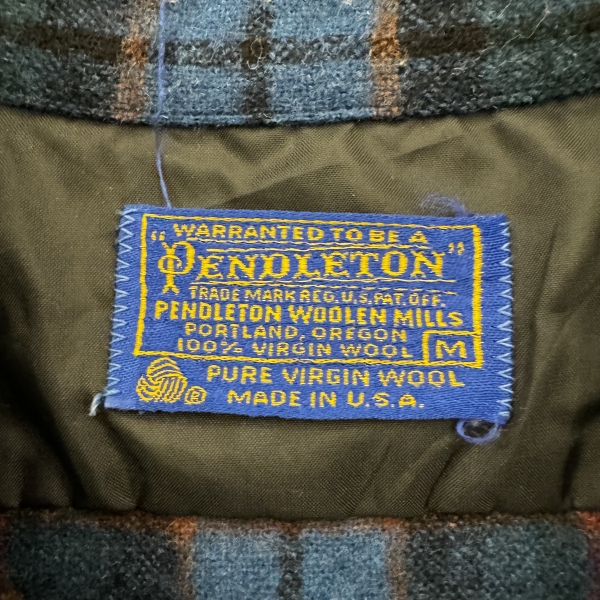 "WARRANTED TO BE A
PENDLETON"
TRADE MARK REG. U.S. PAT. OFF.
PENDLETON WOOLEN MILLS
PORTLAND, OREGON
100% VIRGIN WOOL M
® PURE VIRGIN WOOL
MADE IN U.S.A.